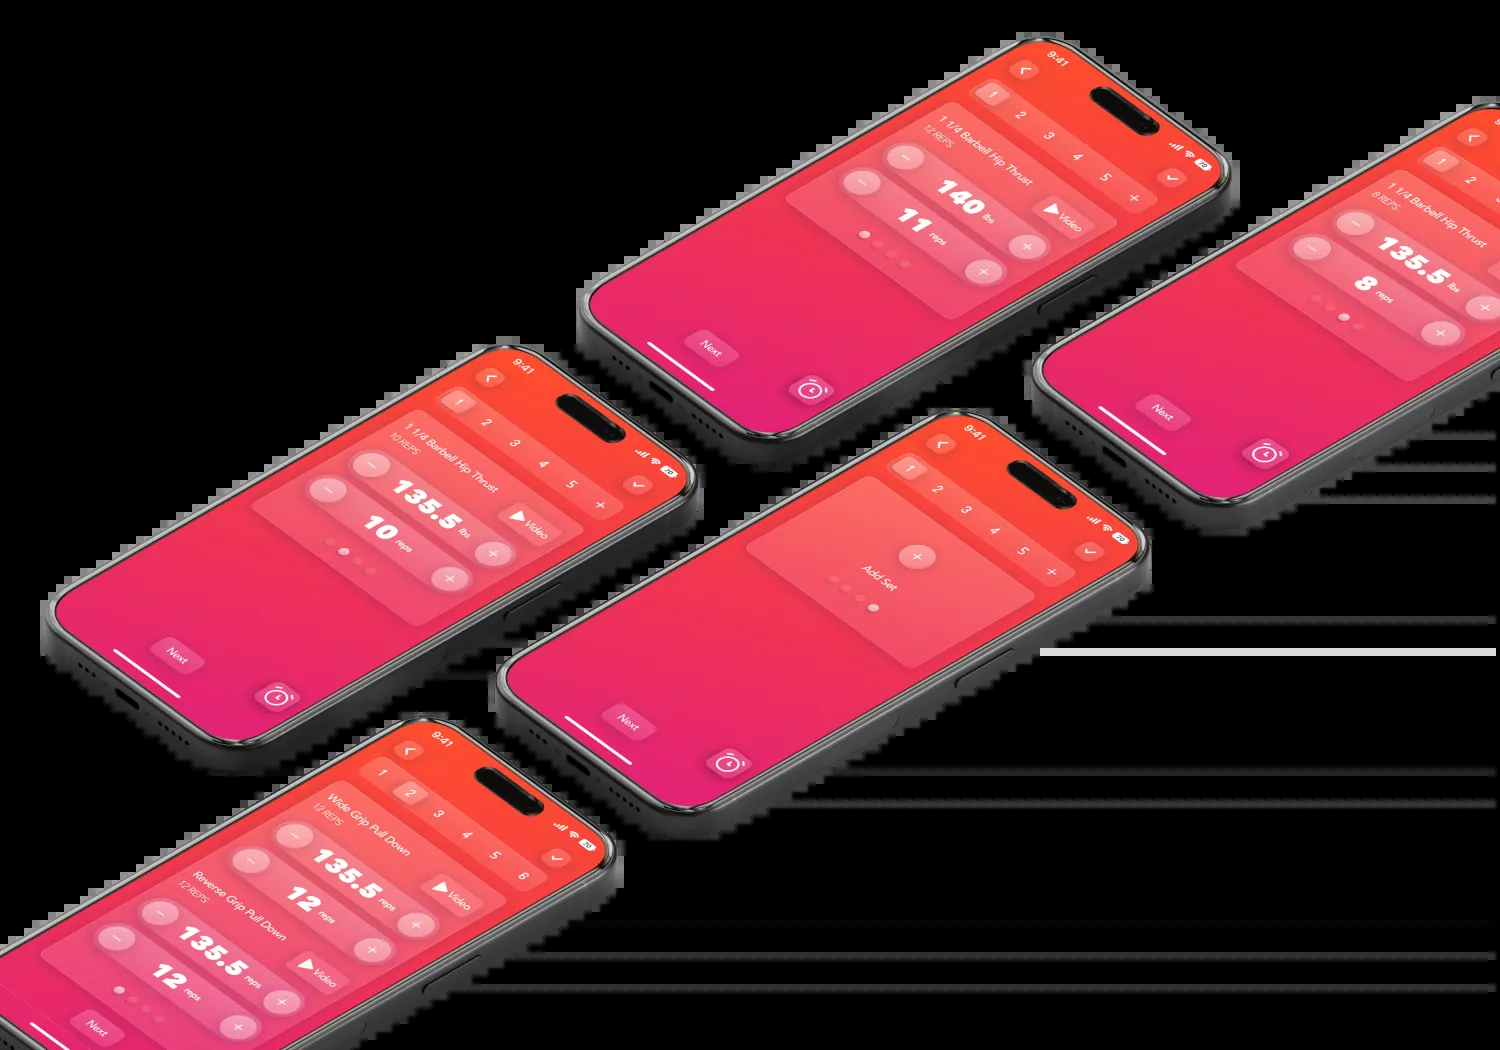 9:41
70
1
2
3
4
5
+
1 1/4 Barbell Hip Thrust
12 REPS
Video
−
140 lbs
+
−
11 reps
+
Next
1
2
1 1/4 Barbell Hip Thrust
8 REPS
−
135.5 lbs
+
−
8 reps
+
Next
9:41
70
1
2
3
4
5
+
1 1/4 Barbell Hip Thrust
10 REPS
Video
−
135.5 lbs
+
−
10 reps
+
Next
9:41
70
1
2
3
4
5
+
+
Add Set
Next
9:41
70
1
2
3
4
5
6
Wide Grip Pull Down
12 REPS
Video
−
135.5 reps
+
−
12 reps
+
Reverse Grip Pull Down
12 REPS
Video
−
135.5 reps
+
−
12 reps
+
Next